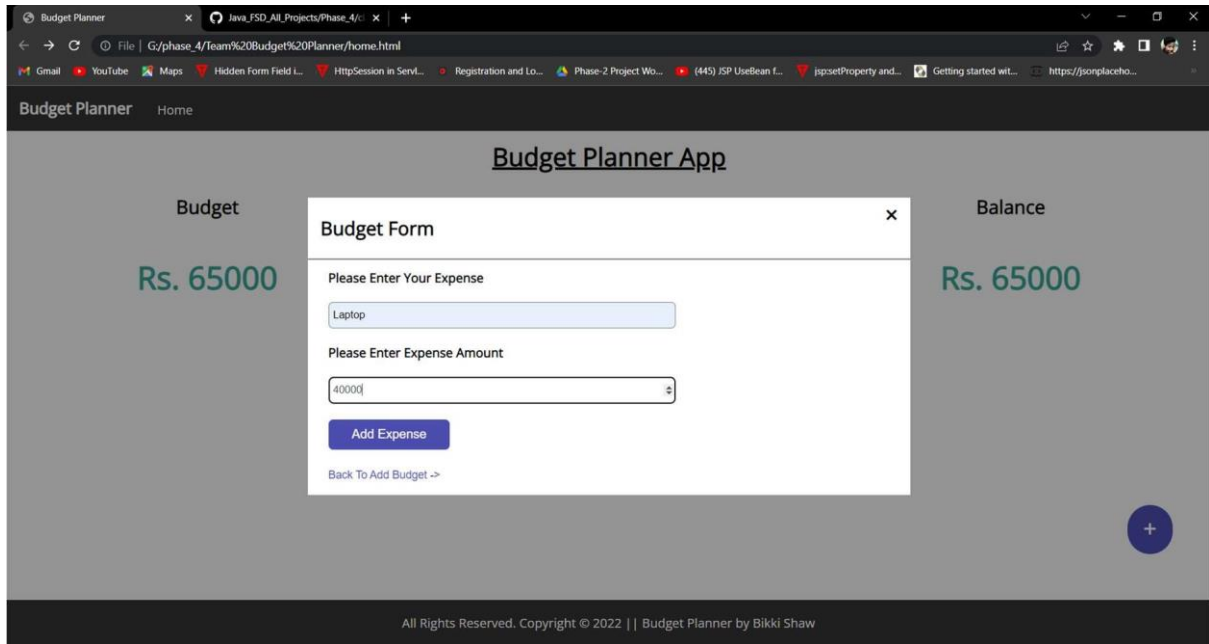 Budget Planner
Java_FSD_All_Projects/Phase_4/cl
File | G:/phase_4/Team%20Budget%20Planner/home.html
Gmail YouTube Maps Hidden Form Field i... HttpSession in Servl... Registration and Lo... Phase-2 Project Wo... (445) JSP UseBean f... jsp:setProperty and... Getting started wit... https://jsonplaceho...
Budget Planner Home
Budget Planner App
Budget
Rs. 65000
Balance
Rs. 65000
Budget Form
Please Enter Your Expense
Laptop
Please Enter Expense Amount
40000
Add Expense
Back To Add Budget ->
+
All Rights Reserved. Copyright © 2022 || Budget Planner by Bikki Shaw